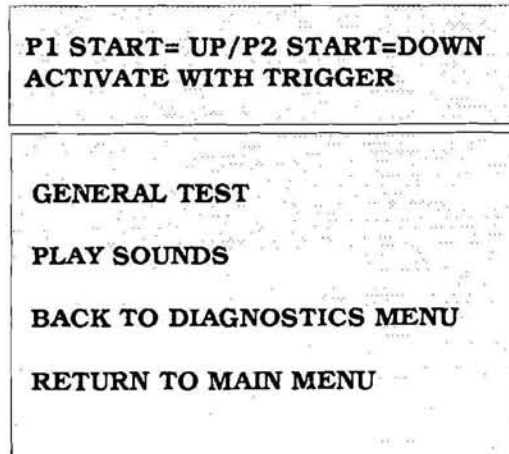 P1 START= UP/P2 START=DOWN
ACTIVATE WITH TRIGGER
GENERAL TEST
PLAY SOUNDS
BACK TO DIAGNOSTICS MENU
RETURN TO MAIN MENU